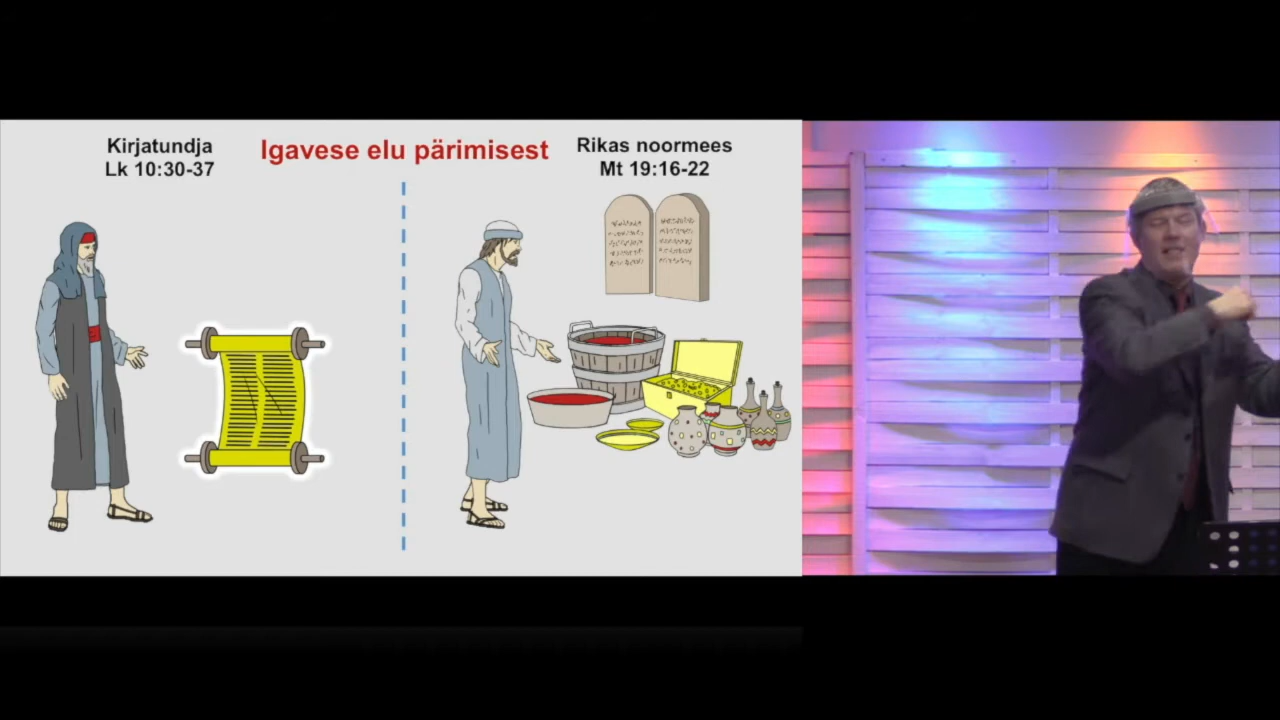 Kirjatundja
Lk 10:30-37
Igavese elu pärimisest
Rikas noormees
Mt 19:16-22